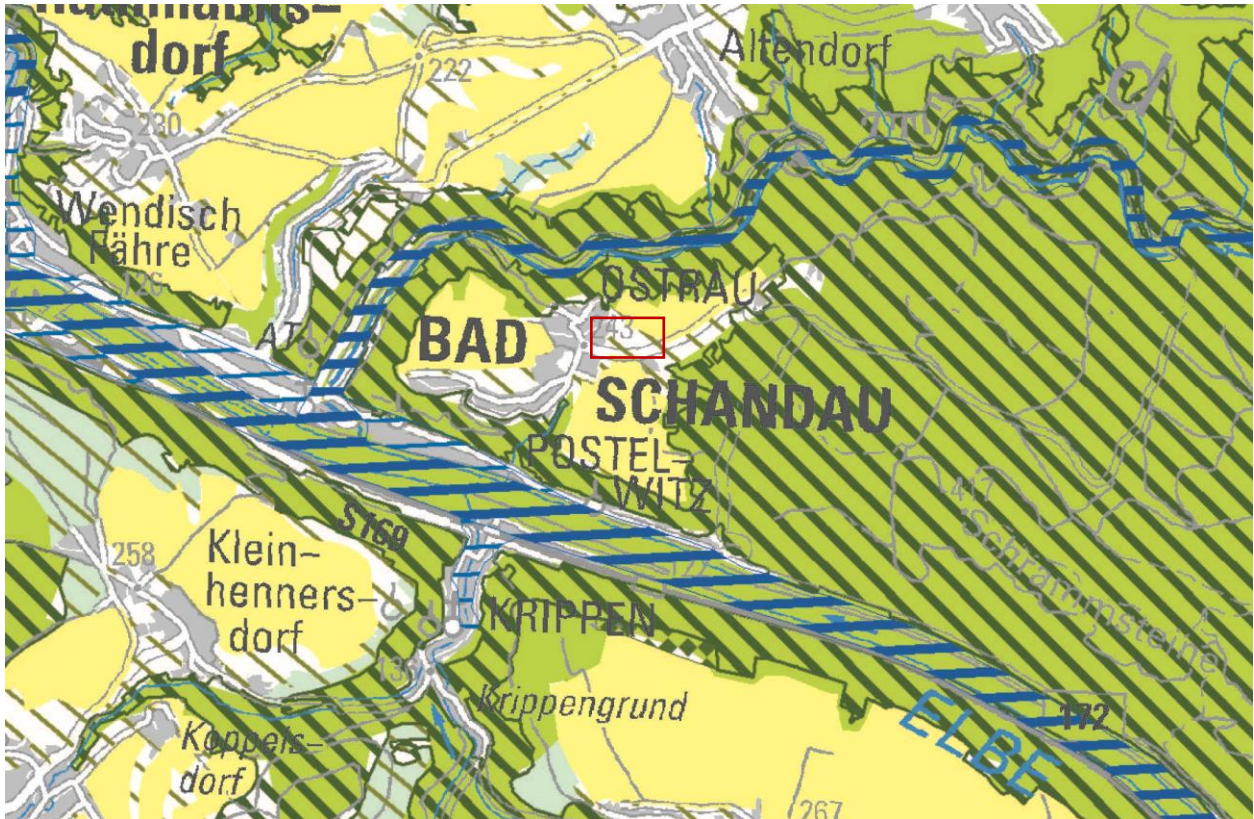 dorf
222
Altendorf
d
230
Wendisch
Fähre
126
OSTRAU
BAD
SCHANDAU
POSTEL-
WITZ
417
Schrammsteine
S169
258
Klein-
henners-
dorf
KRIPPEN
Krippengrund
172
ELBE
Koppels-
dorf
267